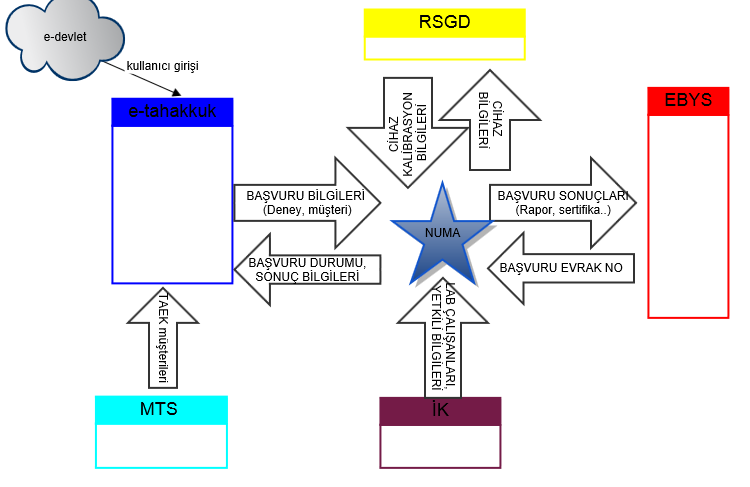 e-devlet
RSGD
kullanıcı girişi
e-tahakkuk
CİHAZ
KALİBRASYON
BİLGİLERİ
CİHAZ
BİLGİLERİ
EBYS
BAŞVURU BİLGİLERİ
(Deney, müşteri)
NUMA
BAŞVURU SONUÇLARI
(Rapor, sertifika..)
BAŞVURU DURUMU,
SONUÇ BİLGİLERİ
BAŞVURU EVRAK NO
TAEK müşterileri
LAB ÇALIŞANLARI,
YETKİLİ BİLGİLERİ
MTS
İK